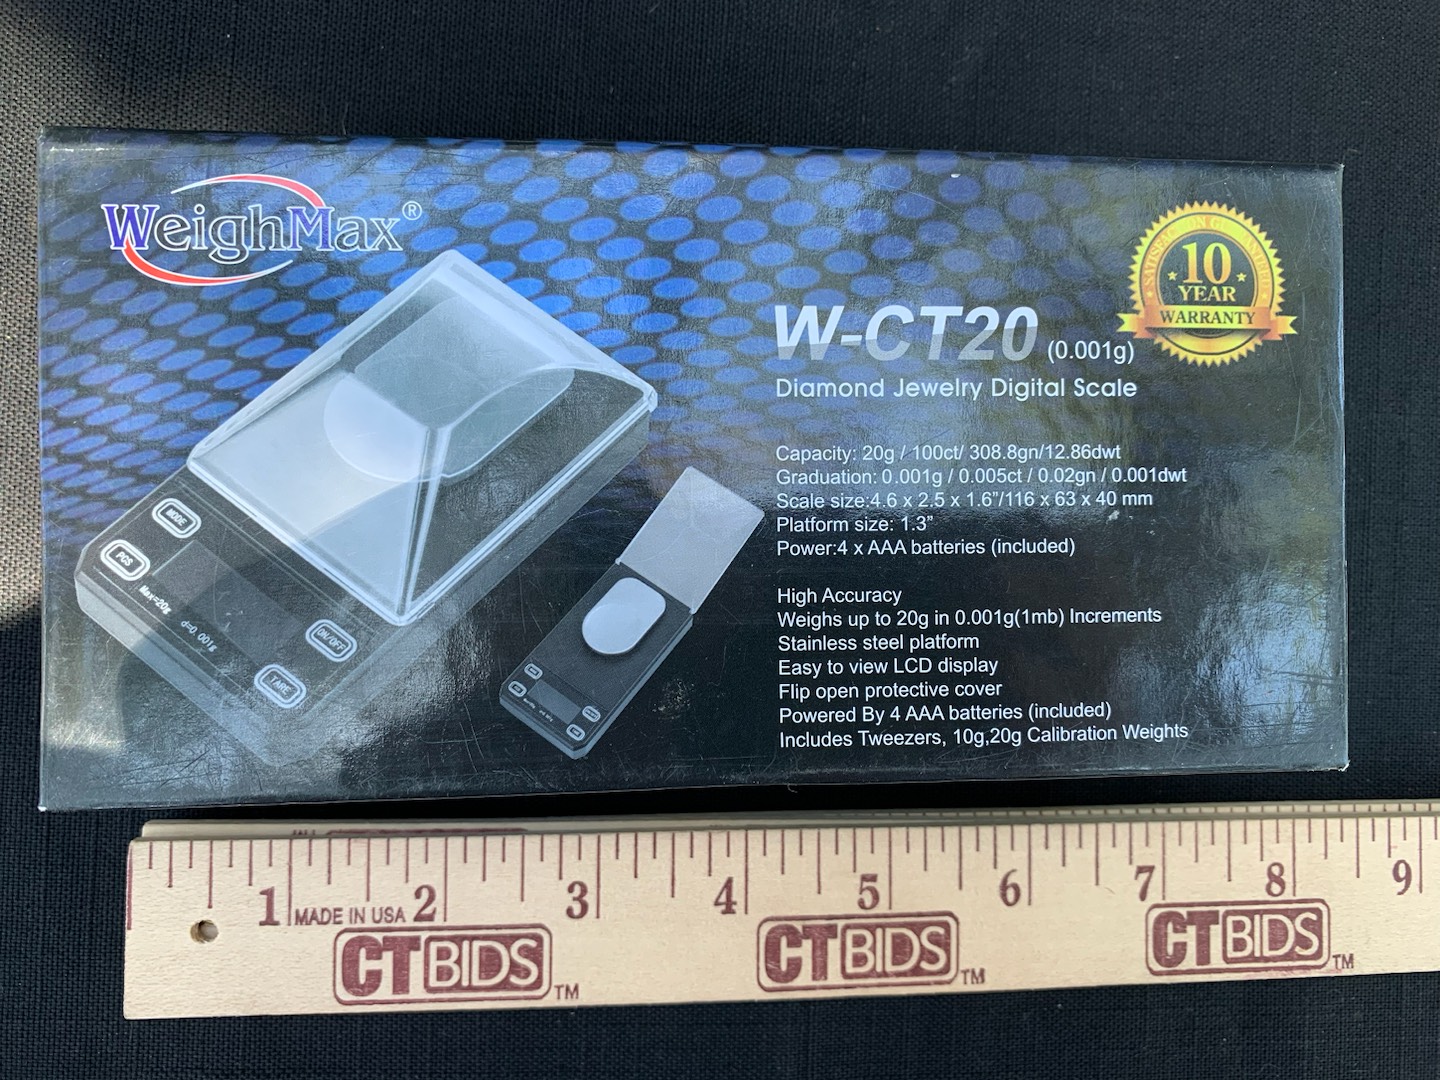 WeighMax®
SATISFACTION GUARANTEED
10
YEAR
WARRANTY
W-CT20 (0.001g)
Diamond Jewelry Digital Scale
Capacity: 20g / 100ct/ 308.8gn/12.86dwt
Graduation: 0.001g / 0.005ct / 0.02gn / 0.001dwt
Scale size:4.6 x 2.5 x 1.6"/116 x 63 x 40 mm
Platform size: 1.3"
Power:4 x AAA batteries (included)
High Accuracy
Weighs up to 20g in 0.001g(1mb) Increments
Stainless steel platform
Easy to view LCD display
Flip open protective cover
Powered By 4 AAA batteries (included)
Includes Tweezers, 10g,20g Calibration Weights
MODE
PCS
Max=20g
d=0.001g
ON/OFF
TARE
1 2 3 4 5 6 7 8 9
MADE IN USA
CTBIDS™ CTBIDS™ CTBIDS™